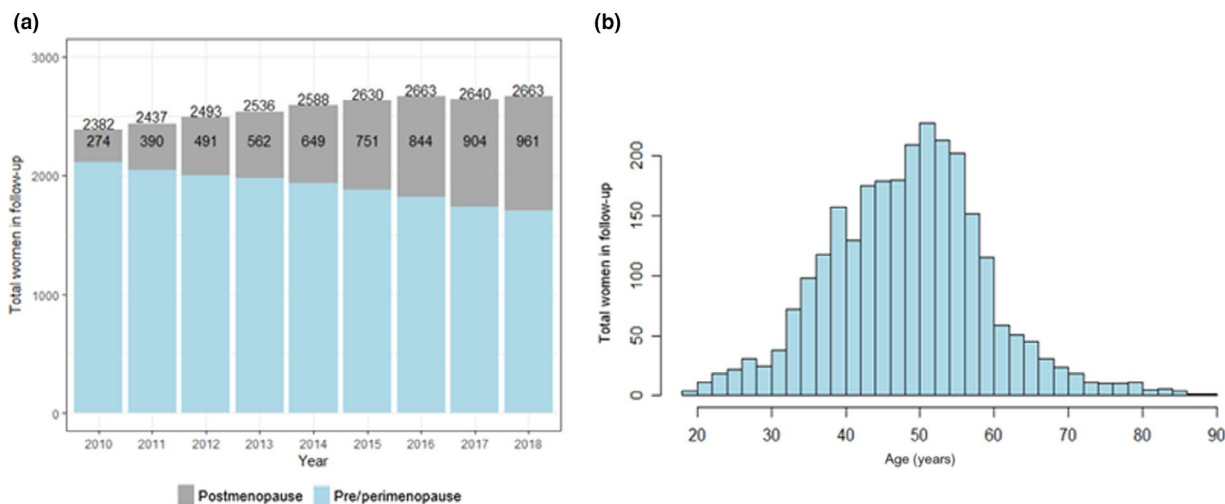 (a)
Total women in follow-up
3000
2000
1000
0
2382 2437 2493 2536 2588 2630 2663 2640 2663
274 390 491 562 649 751 844 904 961
2010 2011 2012 2013 2014 2015 2016 2017 2018
Year
Postmenopause Pre/perimenopause
(b)
Total women in follow-up
200
150
100
50
0
20 30 40 50 60 70 80 90
Age (years)